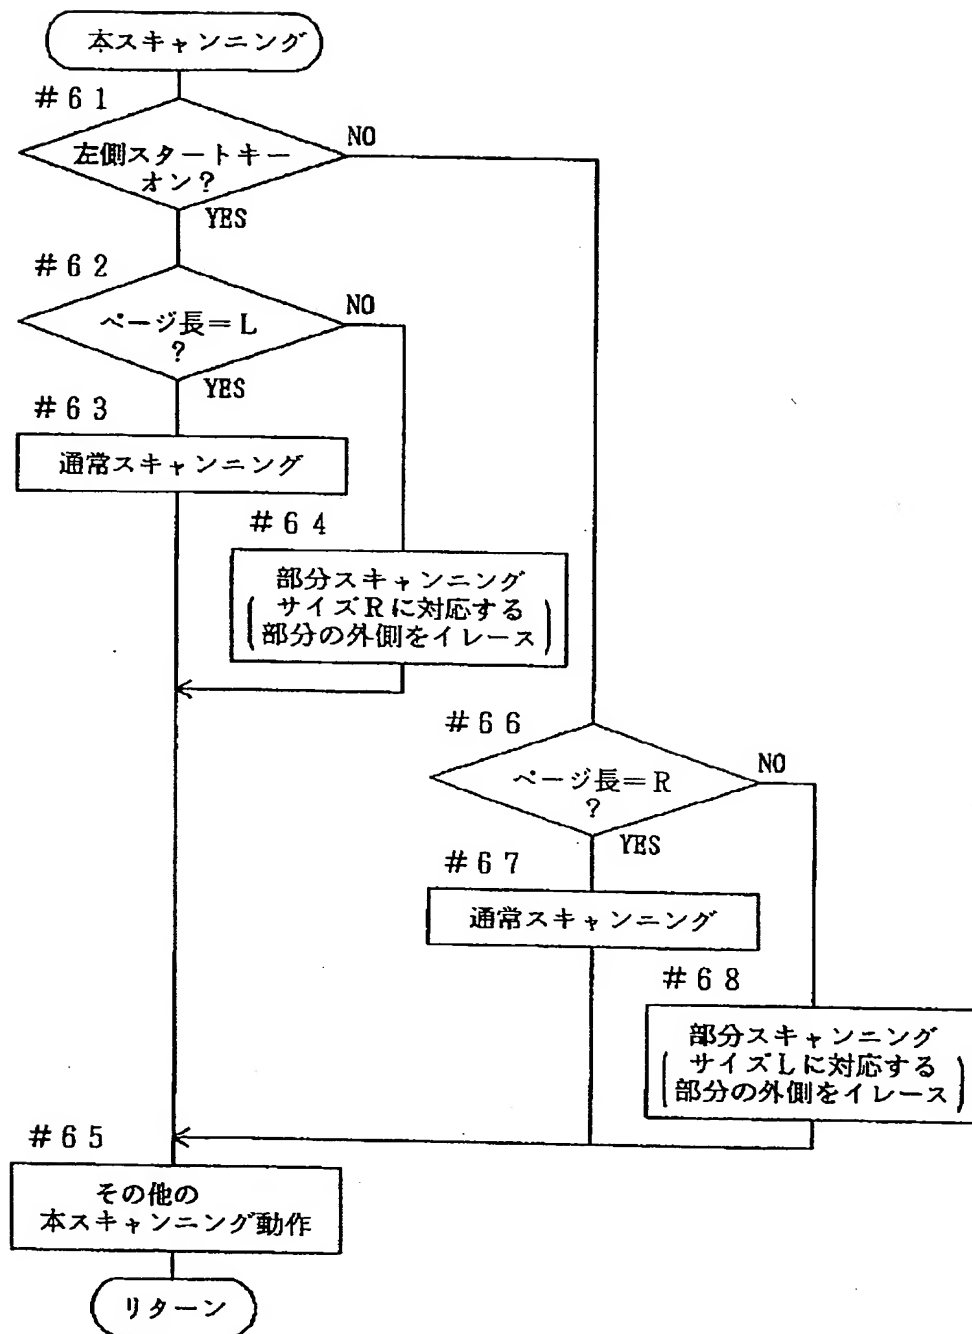 本スキャンニング
#61
左側スタートキー
オン?
NO
YES
#62
ページ長=L
?
NO
YES
#63
通常スキャンニング
#64
部分スキャンニング
(サイズRに対応する
部分の外側をイレース)
#66
ページ長=R
?
NO
YES
#67
通常スキャンニング
#68
部分スキャンニング
(サイズLに対応する
部分の外側をイレース)
#65
その他の
本スキャンニング動作
リターン